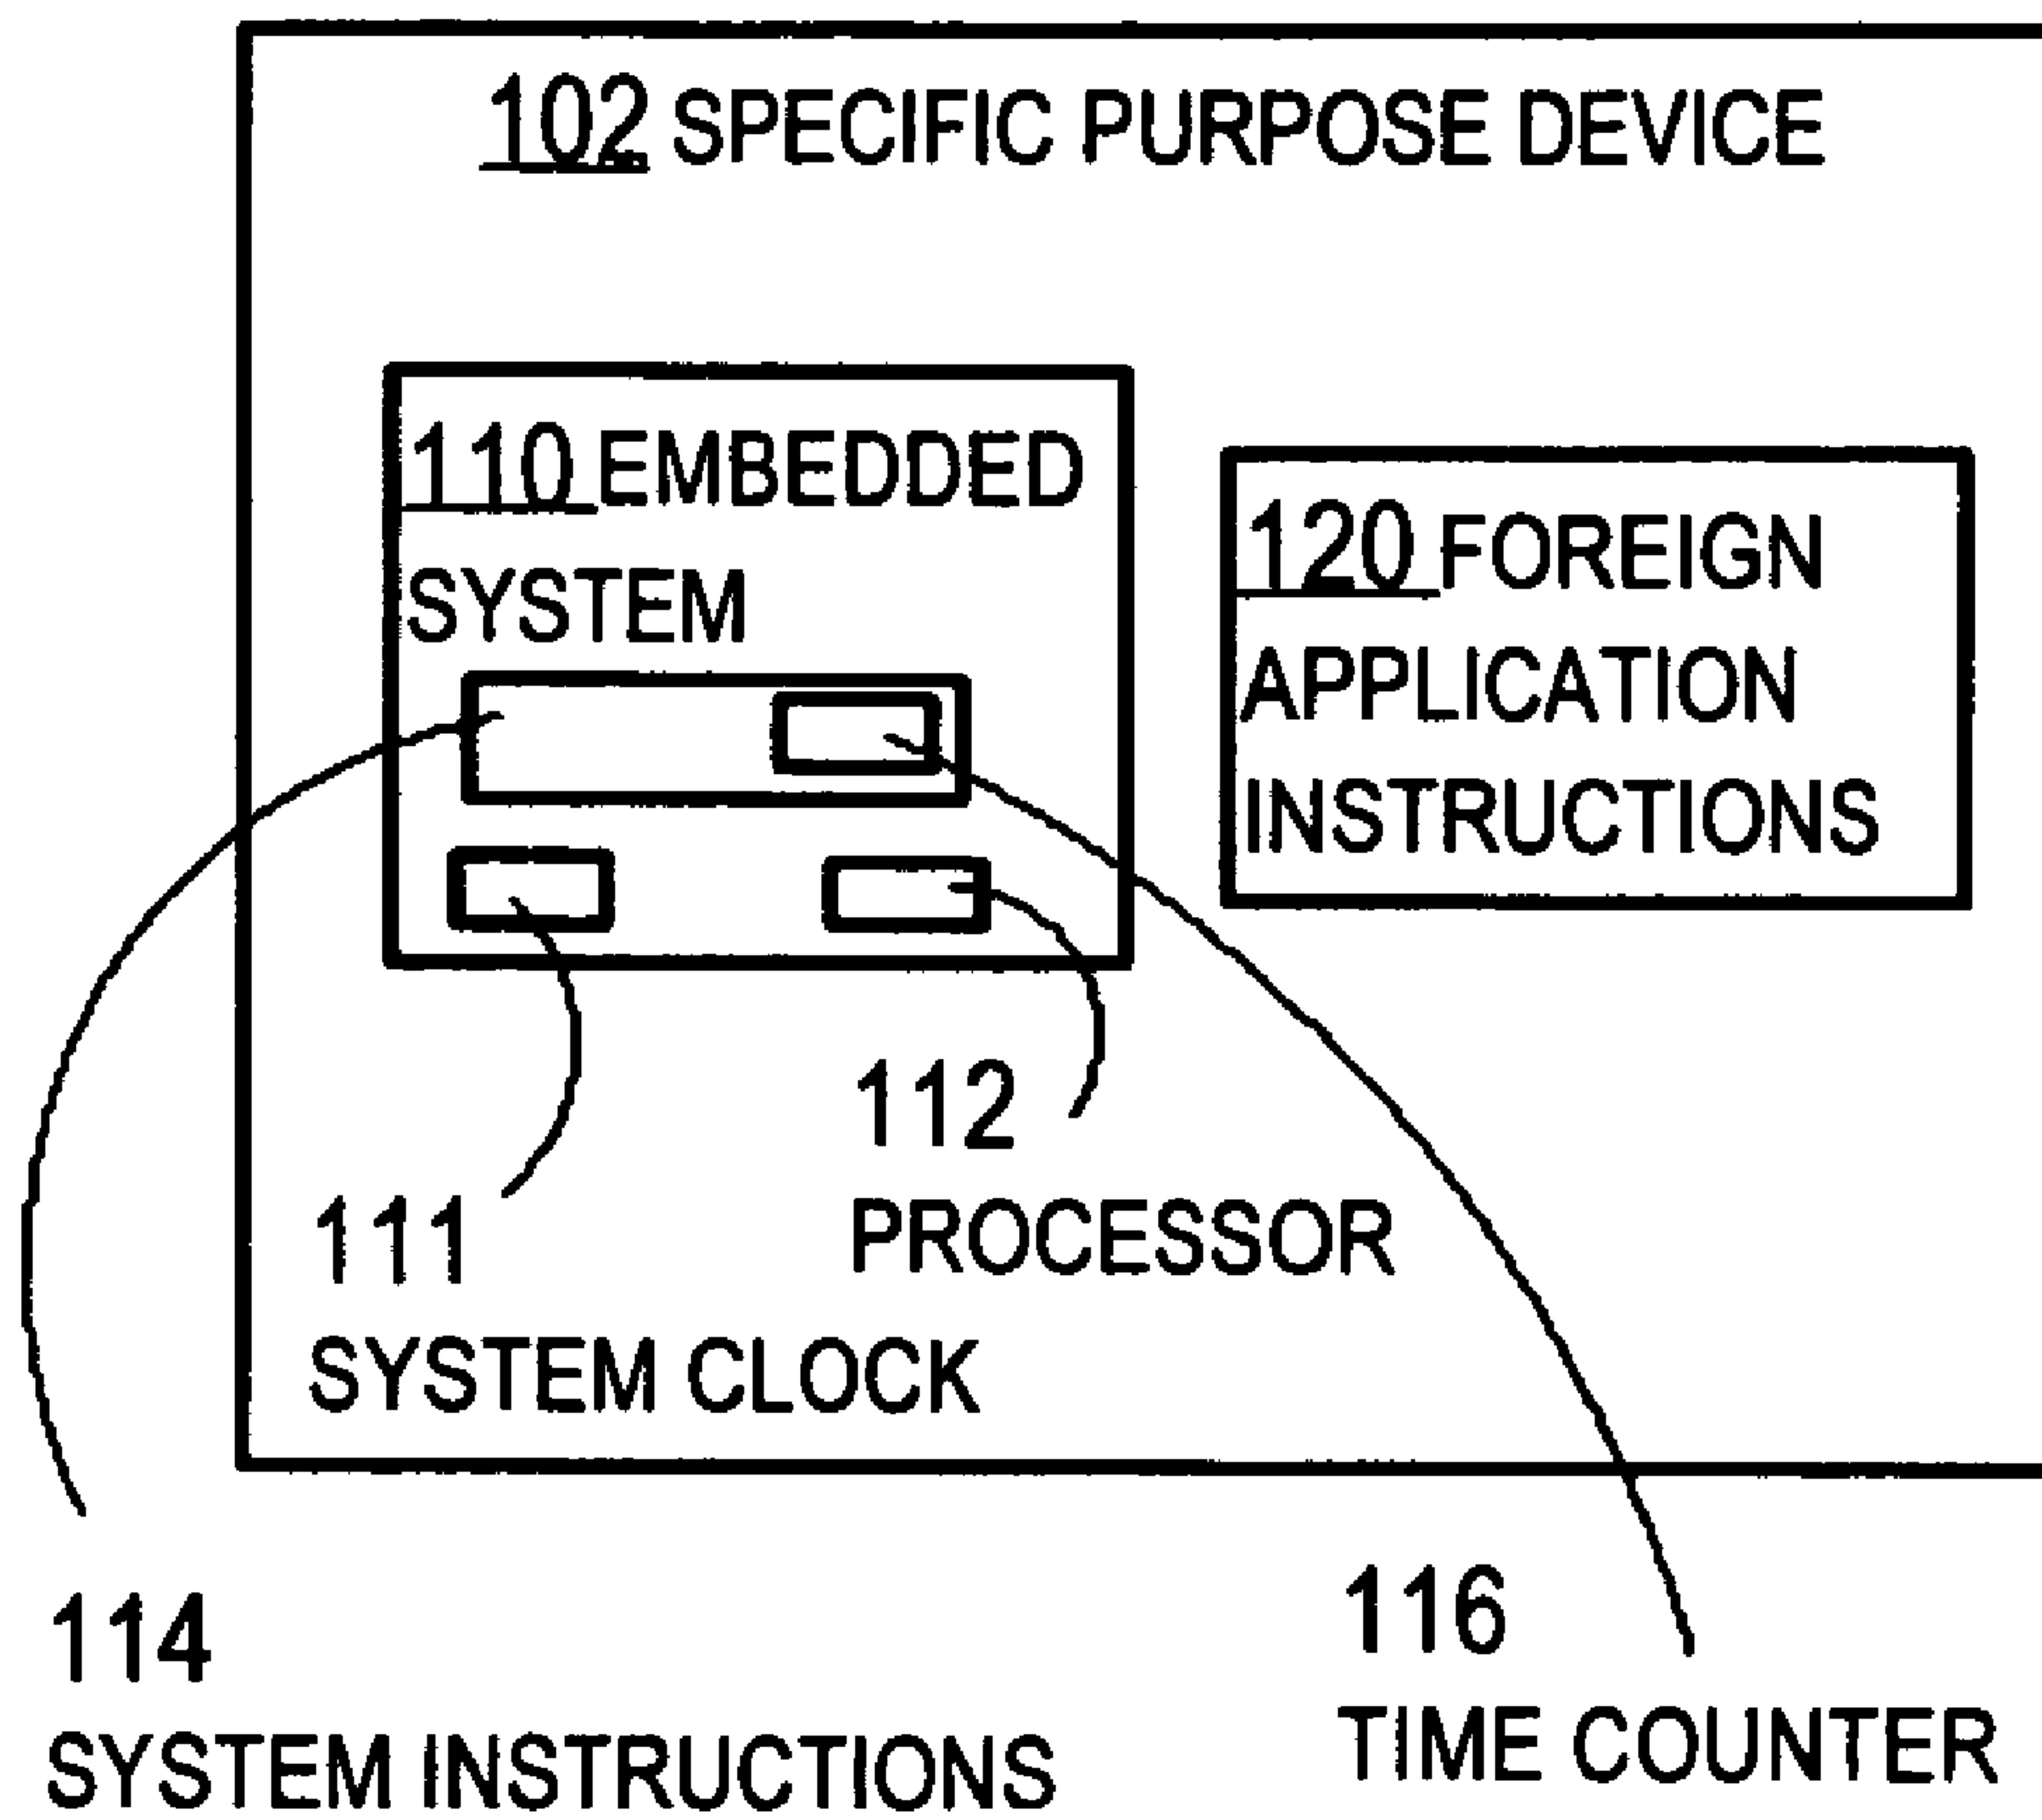 102 SPECIFIC PURPOSE DEVICE
110 EMBEDDED
SYSTEM
120 FOREIGN
APPLICATION
INSTRUCTIONS
112
PROCESSOR
111
SYSTEM CLOCK
114
SYSTEM INSTRUCTIONS
116
TIME COUNTER